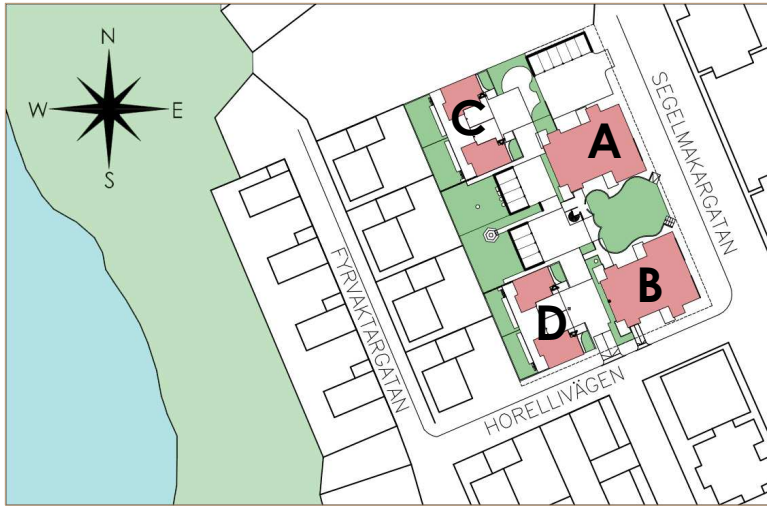 N
W E
S
C
A
B
D
SEGELMAKARGATAN
FYRVAKTARGATAN
HORELLIVÄGEN